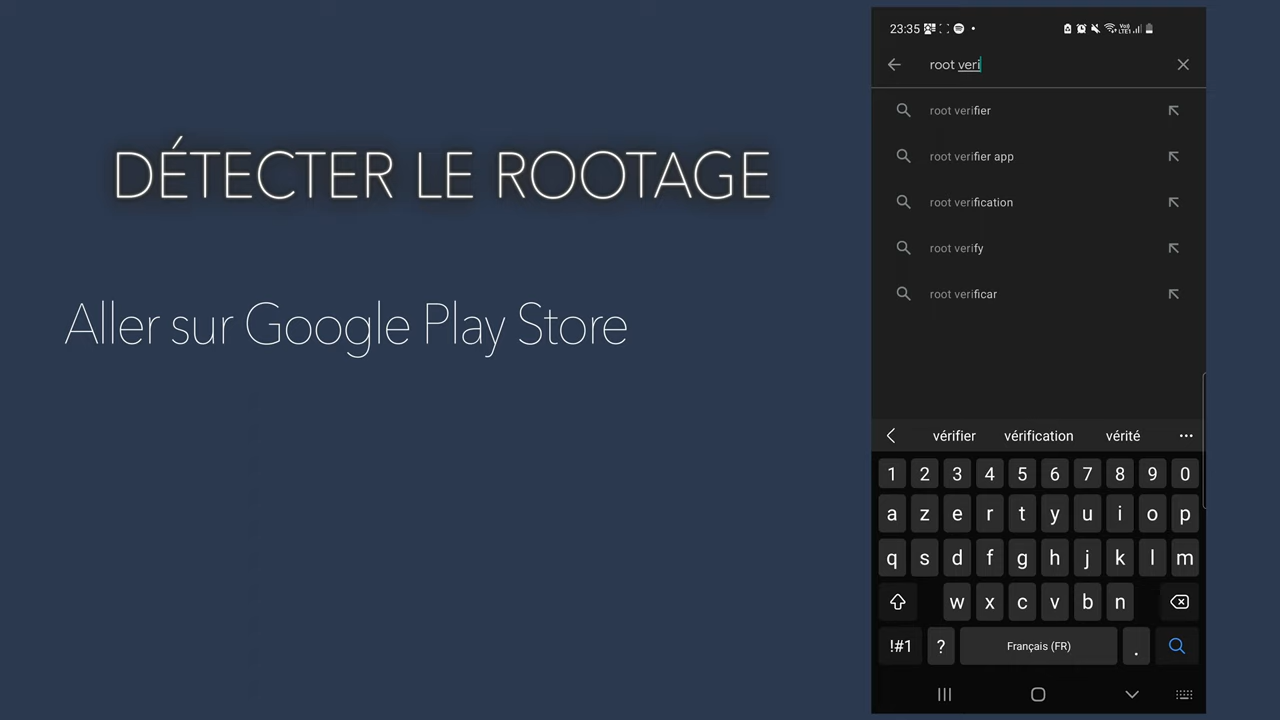 DÉTECTER LE ROOTAGE
Aller sur Google Play Store
23:35
root veri
root verifier
root verifier app
root verification
root verify
root verificar
vérifier vérification vérité
1 2 3 4 5 6 7 8 9 0
a z e r t y u i o p
q s d f g h j k l m
w x c v b n
!#1 ? Français (FR) .